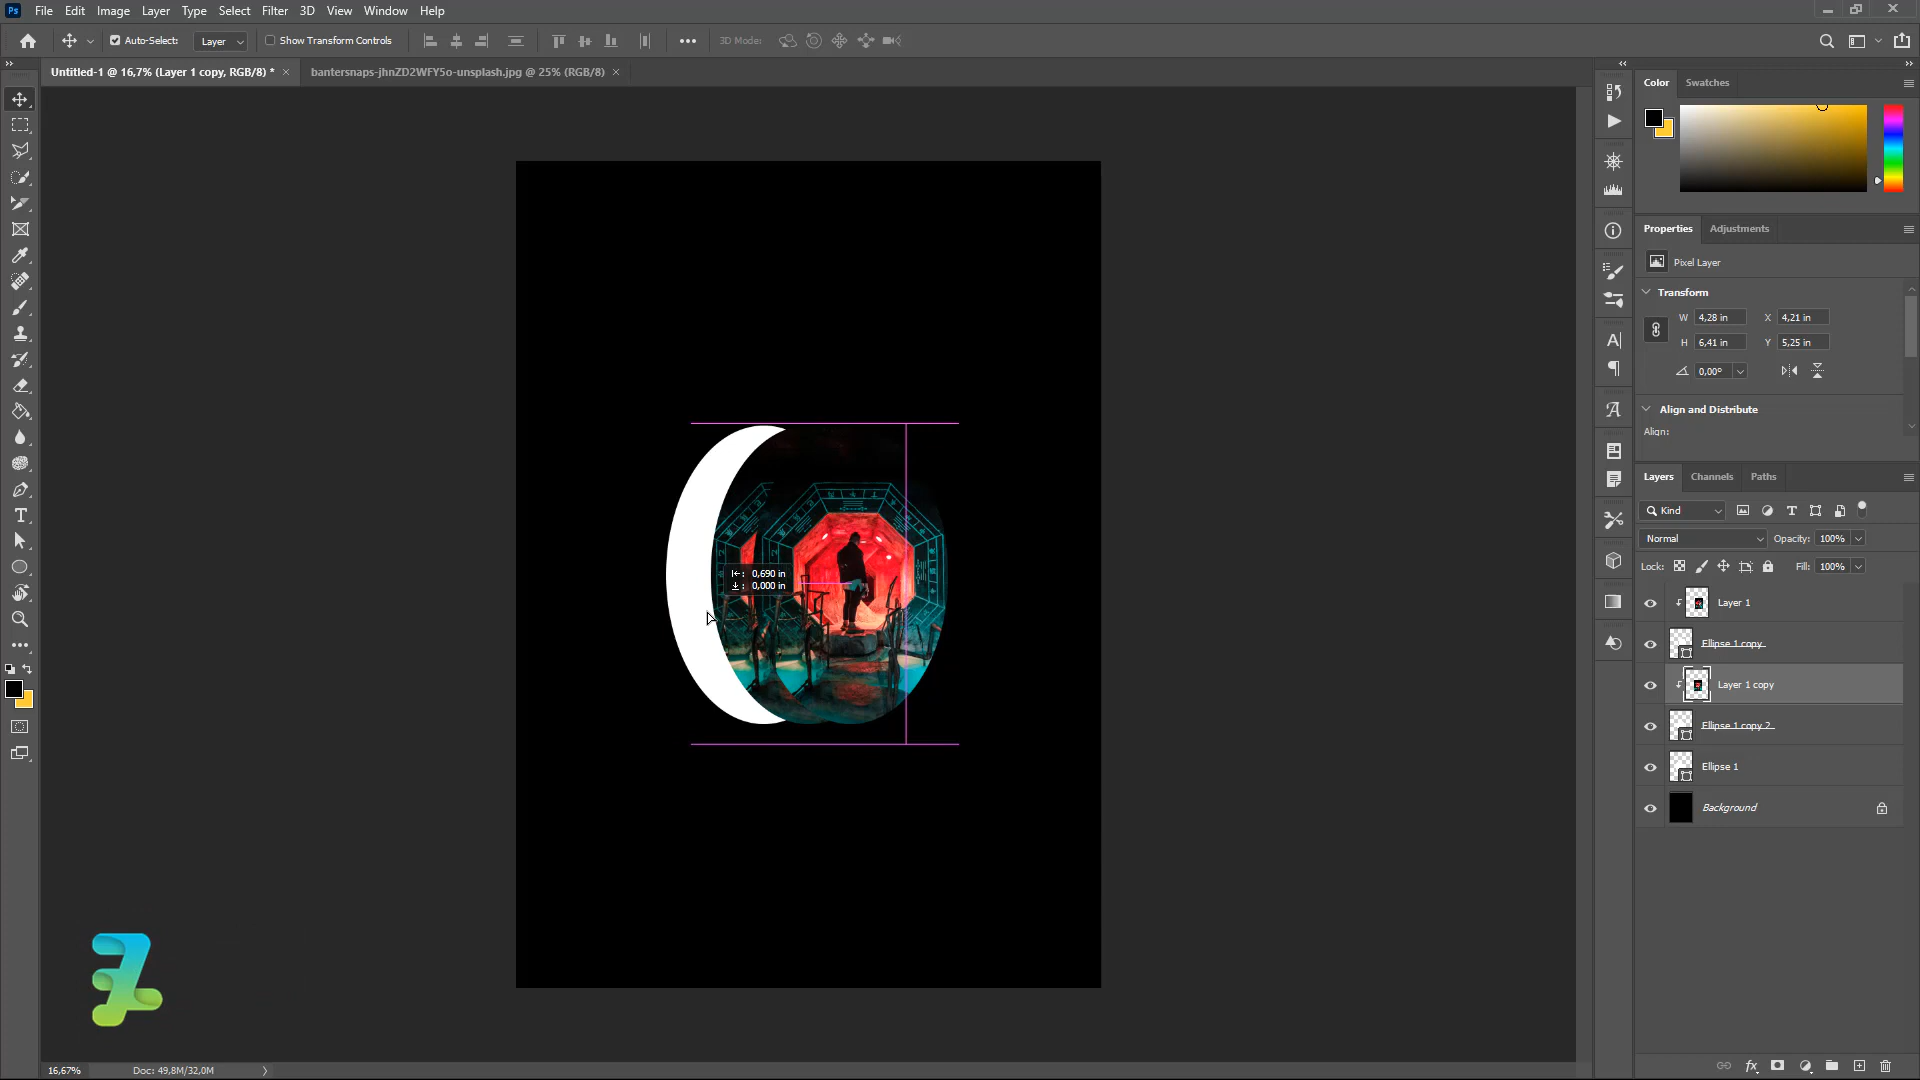 Ps File Edit Image Layer Type Select Filter 3D View Window Help
Auto-Select: Layer Show Transform Controls 3D Mode:
Untitled-1 @ 16,7% (Layer 1 copy, RGB/8) * × bantersnaps-jhnZD2WFY5o-unsplash.jpg @ 25% (RGB/8) ×
Color Swatches
Properties Adjustments
Pixel Layer
Transform
W 4,28 in X 4,21 in
H 6,41 in Y 5,25 in
0,00°
Align and Distribute
Align:
Layers Channels Paths
Kind
Normal Opacity: 100%
Lock: Fill: 100%
Layer 1
Ellipse 1 copy
Layer 1 copy
Ellipse 1 copy 2
Ellipse 1
Background
0,690 in
0,000 in
16,67% Doc: 49,8M/32,0M